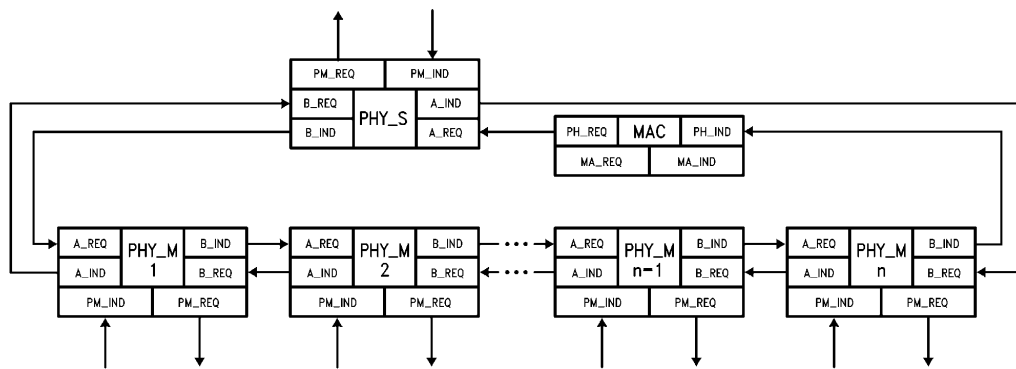 PM_REQ PM_IND
B_REQ PHY_S A_IND
B_IND A_REQ
PH_REQ MAC PH_IND
MA_REQ MA_IND
A_REQ PHY_M B_IND
A_IND 1 B_REQ
PM_IND PM_REQ
A_REQ PHY_M B_IND
A_IND 2 B_REQ
PM_IND PM_REQ
A_REQ PHY_M B_IND
A_IND n-1 B_REQ
PM_IND PM_REQ
A_REQ PHY_M B_IND
A_IND n B_REQ
PM_IND PM_REQ